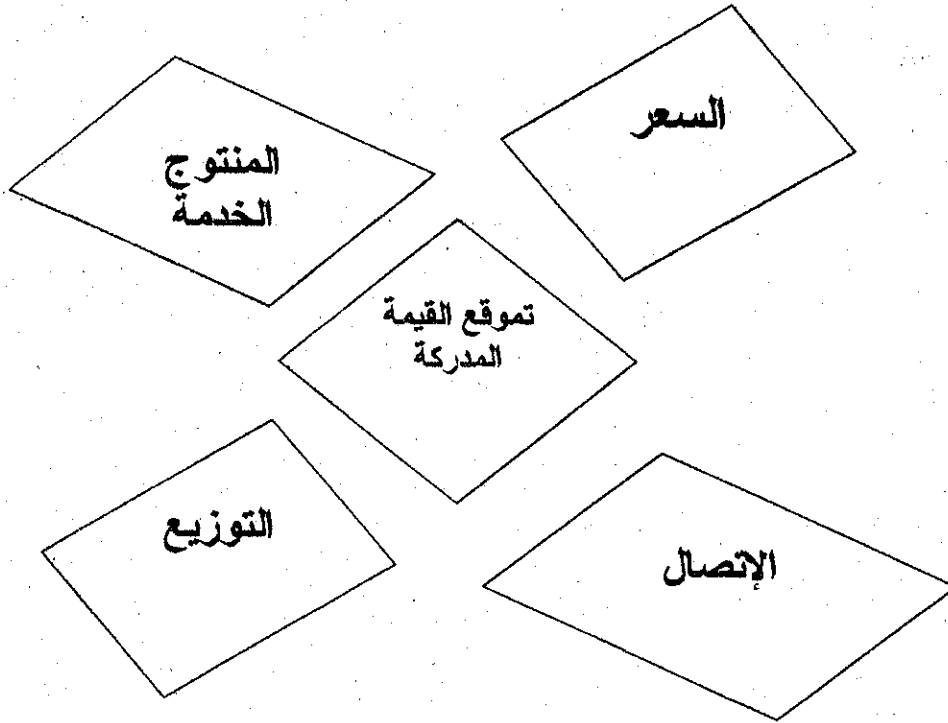 السعر
المنتوج
الخدمة
تموقع القيمة
المدركة
التوزيع
الإتصال